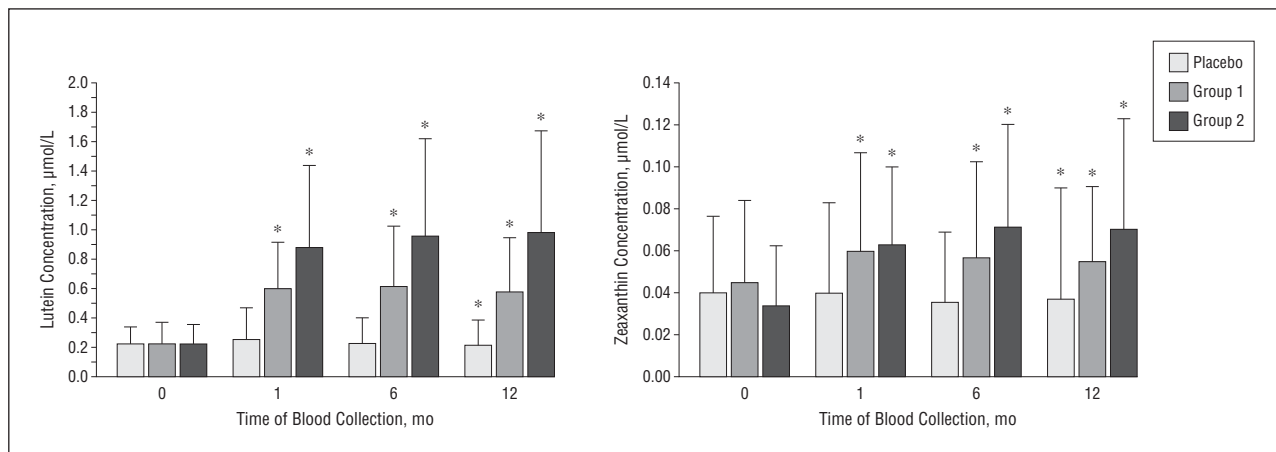 Placebo
Group 1
Group 2
Lutein Concentration, µmol/L
2.0
1.8
1.6
1.4
1.2
1.0
0.8
0.6
0.4
0.2
0.0
* * * * * * *
0 1 6 12
Time of Blood Collection, mo
Zeaxanthin Concentration, µmol/L
0.14
0.12
0.10
0.08
0.06
0.04
0.02
0.00
* * * * * * *
0 1 6 12
Time of Blood Collection, mo